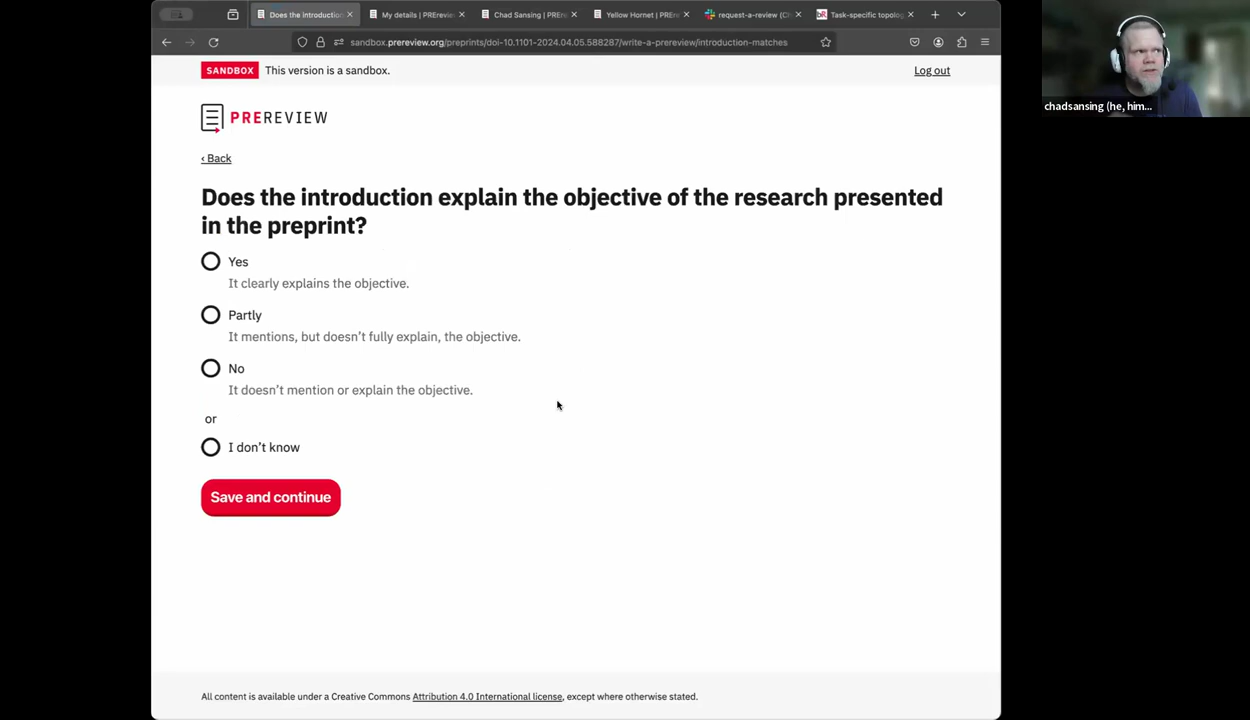 Does the introduction
My details | PREreview
Chad Sansing | PRE
Yellow Hornet | PRE
request-a-review (C
Task-specific topolog
sandbox.prereview.org/preprints/doi-10.1101-2024.04.05.588287/write-a-prereview/introduction-matches
SANDBOX This version is a sandbox.
Log out
chadsansing (he, him...
PREREVIEW
‹ Back
Does the introduction explain the objective of the research presented
in the preprint?
Yes
It clearly explains the objective.
Partly
It mentions, but doesn’t fully explain, the objective.
No
It doesn’t mention or explain the objective.
or
I don’t know
Save and continue
All content is available under a Creative Commons Attribution 4.0 International license, except where otherwise stated.